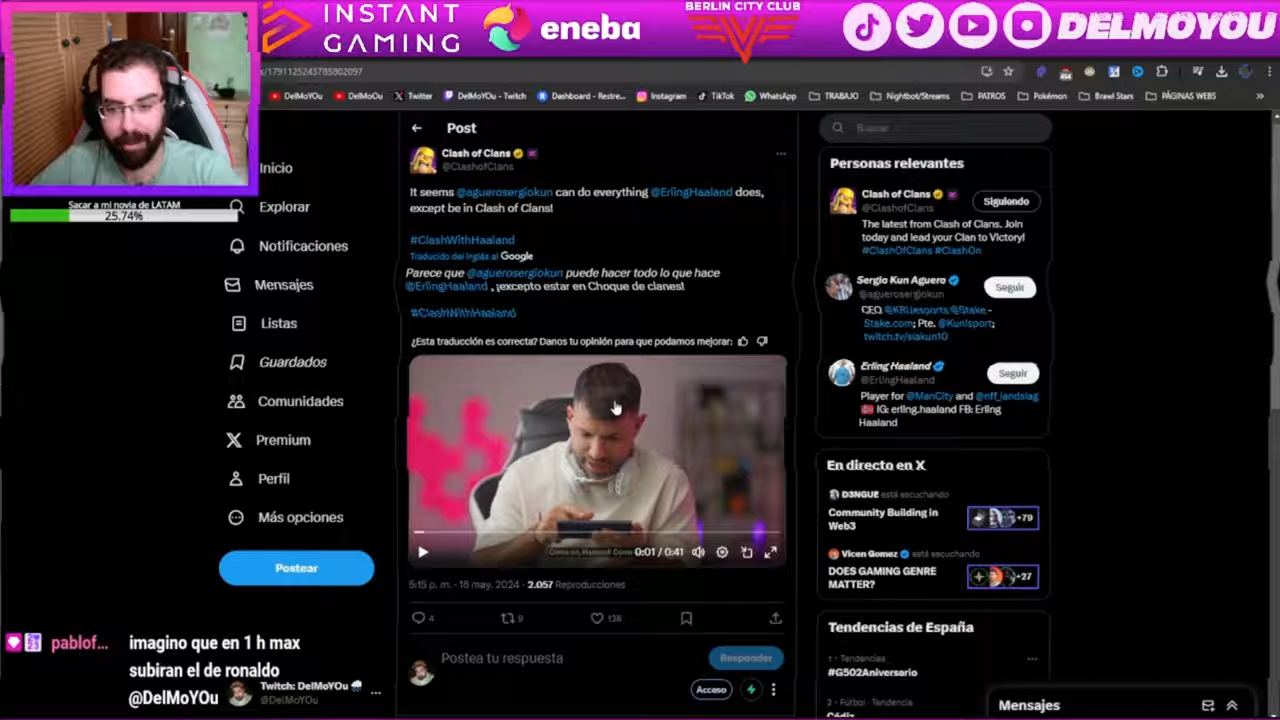 INSTANT GAMING
eneba
BERLIN CITY CLUB
DELMOYOU
s/1791125243785802097
DelMoYOu
DelMoOu
Twitter
DelMoYOu - Twitch
Dashboard - Restre...
Instagram
TikTok
WhatsApp
TRABAJO
Nightbot/Streams
PATROS
Pokémon
Brawl Stars
PÁGINAS WEBS
Sacar a mi novia de LATAM
25.74%
Inicio
Explorar
Notificaciones
Mensajes
Listas
Guardados
Comunidades
Premium
Perfil
Más opciones
Postear
Post
Clash of Clans
@ClashofClans
It seems @aguerosergiokun can do everything @ErlingHaaland does,
except be in Clash of Clans!
#ClashWithHaaland
Traducido del inglés al Google
Parece que @aguerosergiokun puede hacer todo lo que hace
@ErlingHaaland , ¡excepto estar en Choque de clanes!
#ClashWithHaaland
¿Esta traducción es correcta? Danos tu opinión para que podamos mejorar:
0:01 / 0:41
5:15 p. m. · 16 may. 2024 · 2.057 Reproducciones
4
9
138
Postea tu respuesta
Responder
Acceso
Buscar
Personas relevantes
Clash of Clans
@ClashOfClans
Siguiendo
The latest from Clash of Clans. Join
today and lead your Clan to Victory!
#ClashOfClans #ClashOn
Sergio Kun Aguero
@aguerosergiokun
Seguir
CEO @KRUesports @Stake -
Stake.com; Pte. @Kunisport;
twitch.tv/slakun10
Erling Haaland
@ErlingHaaland
Seguir
Player for @ManCity and @nff_landslag
IG: erling.haaland FB: Erling
Haaland
En directo en X
D3NGUE está escuchando
Community Building in
Web3
+79
Vicen Gomez está escuchando
DOES GAMING GENRE
MATTER?
+27
Tendencias de España
1 · Tendencias
#G502Aniversario
2 · Fútbol · Tendencia
Cádiz
Mensajes
pablof...
imagino que en 1 h max
subiran el de ronaldo
@DelMoYOu
Twitch: DelMoYOu
@DelMoYOu